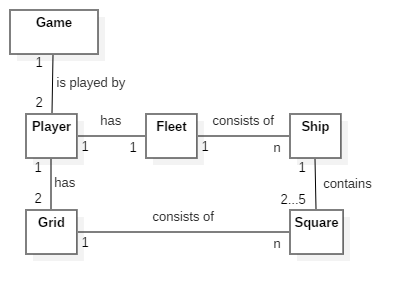 Game
1
is played by
2
Player
has
Fleet
consists of
Ship
1
1
1
n
1
1
has
contains
2
2...5
Grid
consists of
Square
1
n